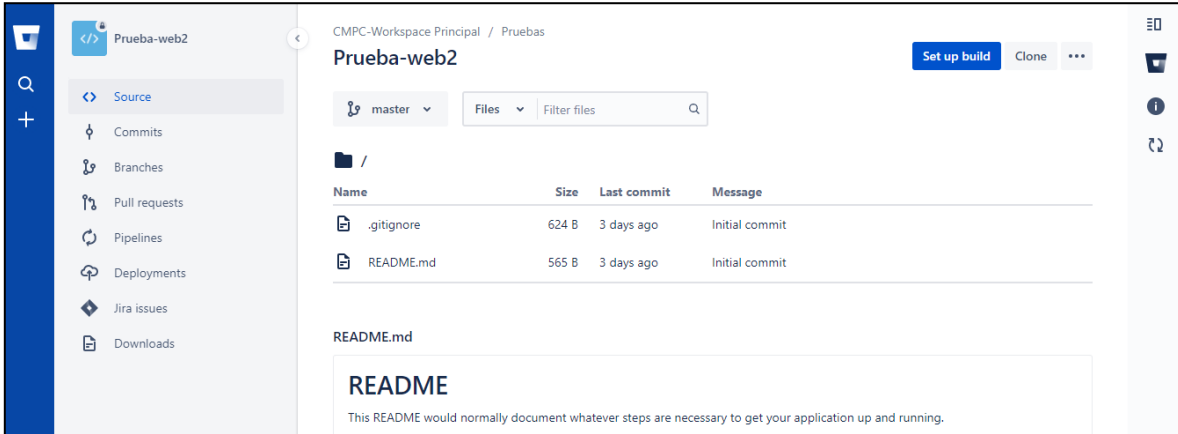 Prueba-web2
Source
Commits
Branches
Pull requests
Pipelines
Deployments
Jira issues
Downloads
CMPC-Workspace Principal / Pruebas
Prueba-web2
Set up build Clone
master Files Filter files
/
Name Size Last commit Message
.gitignore 624 B 3 days ago Initial commit
README.md 565 B 3 days ago Initial commit
README.md
README
This README would normally document whatever steps are necessary to get your application up and running.